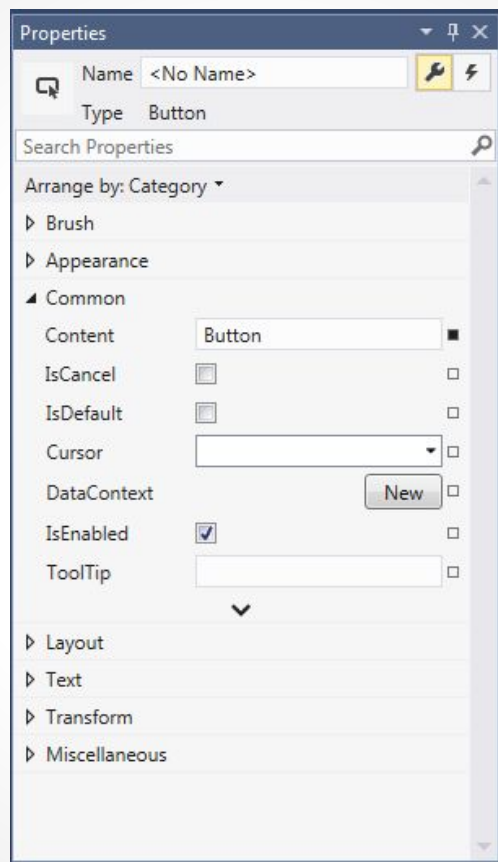 Properties
Name <No Name>
Type Button
Search Properties
Arrange by: Category
Brush
Appearance
Common
Content Button
IsCancel
IsDefault
Cursor
DataContext New
IsEnabled
ToolTip
Layout
Text
Transform
Miscellaneous